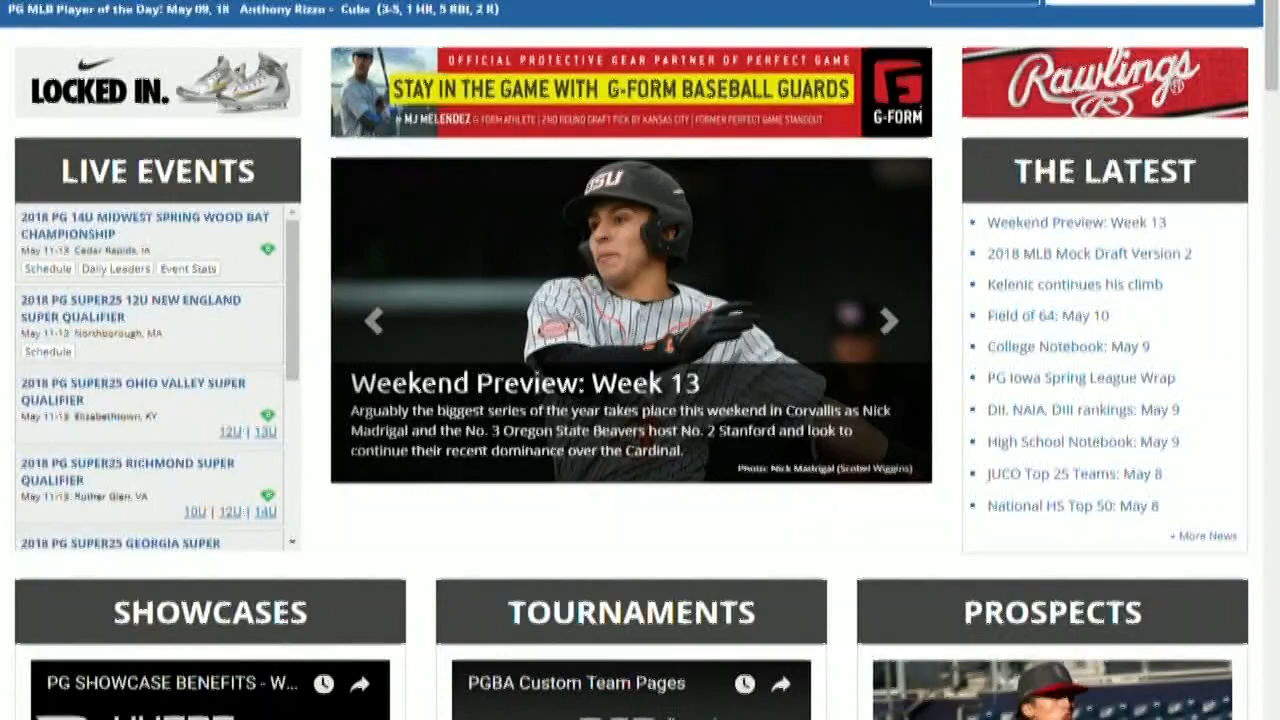 PG MLB Player of the Day: May 09, 18 Anthony Rizzo - Cubs (3-5, 1 HR, 5 RBI, 2 R)
LOCKED IN.
OFFICIAL PROTECTIVE GEAR PARTNER OF PERFECT GAME
STAY IN THE GAME WITH G-FORM BASEBALL GUARDS
MJ MELENDEZ G-FORM ATHLETE | 2ND ROUND DRAFT PICK BY KANSAS CITY | FORMER PERFECT GAME STANDOUT
G-FORM
Rawlings
R
LIVE EVENTS
2018 PG 14U MIDWEST SPRING WOOD BAT
CHAMPIONSHIP
May 11-13 Cedar Rapids, IA
Schedule Daily Leaders Event Stats
2018 PG SUPER25 12U NEW ENGLAND
SUPER QUALIFIER
May 11-13 Northborough, MA
Schedule
2018 PG SUPER25 OHIO VALLEY SUPER
QUALIFIER
May 11-13 Elizabethtown, KY
12U | 13U
2018 PG SUPER25 RICHMOND SUPER
QUALIFIER
May 11-13 Ruther Glen, VA
10U | 12U | 14U
2018 PG SUPER25 GEORGIA SUPER
OSU
Weekend Preview: Week 13
Arguably the biggest series of the year takes place this weekend in Corvallis as Nick
Madrigal and the No. 3 Oregon State Beavers host No. 2 Stanford and look to
continue their recent dominance over the Cardinal.
Photo: Nick Madrigal (Scobel Wiggins)
THE LATEST
Weekend Preview: Week 13
2018 MLB Mock Draft Version 2
Kelenic continues his climb
Field of 64: May 10
College Notebook: May 9
PG Iowa Spring League Wrap
DII, NAIA, DIII rankings: May 9
High School Notebook: May 9
JUCO Top 25 Teams: May 8
National HS Top 50: May 8
+ More News
SHOWCASES
PG SHOWCASE BENEFITS - W...
TOURNAMENTS
PGBA Custom Team Pages
PROSPECTS